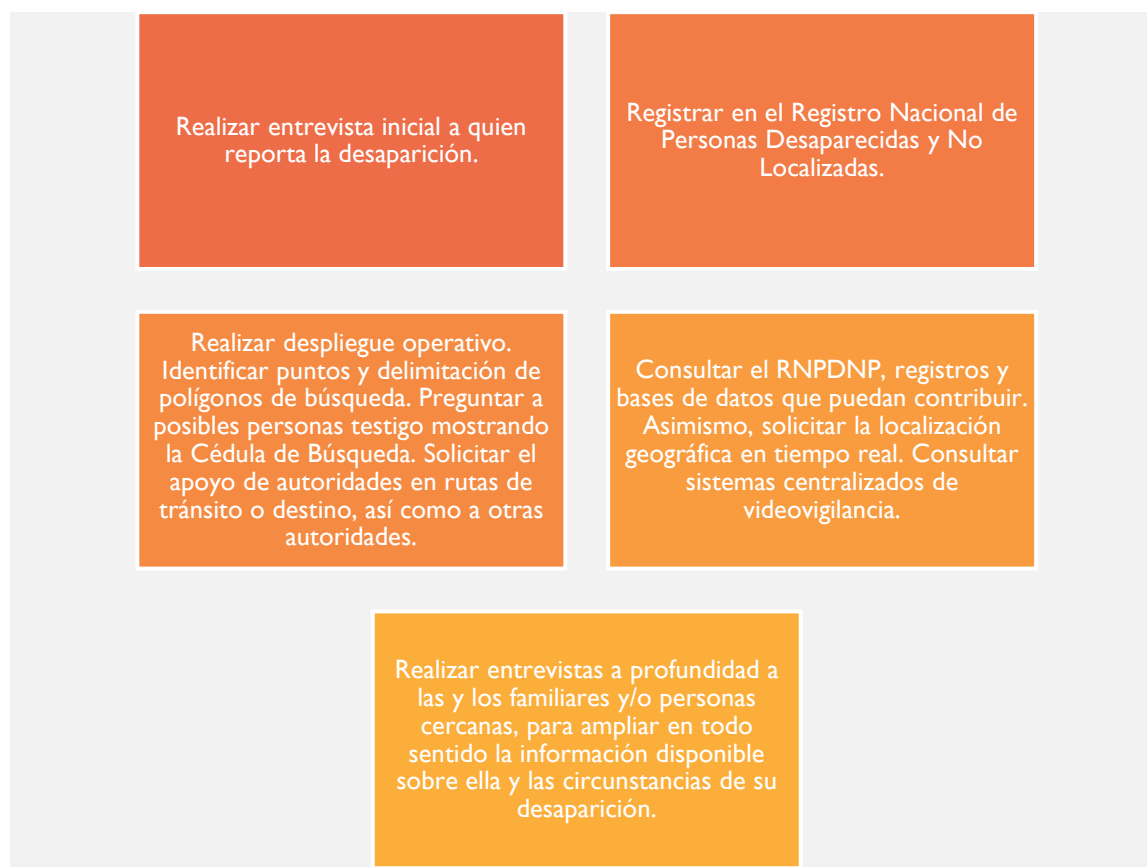 Realizar entrevista inicial a quien
reporta la desaparición.
Registrar en el Registro Nacional de
Personas Desaparecidas y No
Localizadas.
Realizar despliegue operativo.
Identificar puntos y delimitación de
polígonos de búsqueda. Preguntar a
posibles personas testigo mostrando
la Cédula de Búsqueda. Solicitar el
apoyo de autoridades en rutas de
tránsito o destino, así como a otras
autoridades.
Consultar el RNPDNP, registros y
bases de datos que puedan contribuir.
Asimismo, solicitar la localización
geográfica en tiempo real. Consultar
sistemas centralizados de
videovigilancia.
Realizar entrevistas a profundidad a
las y los familiares y/o personas
cercanas, para ampliar en todo
sentido la información disponible
sobre ella y las circunstancias de su
desaparición.